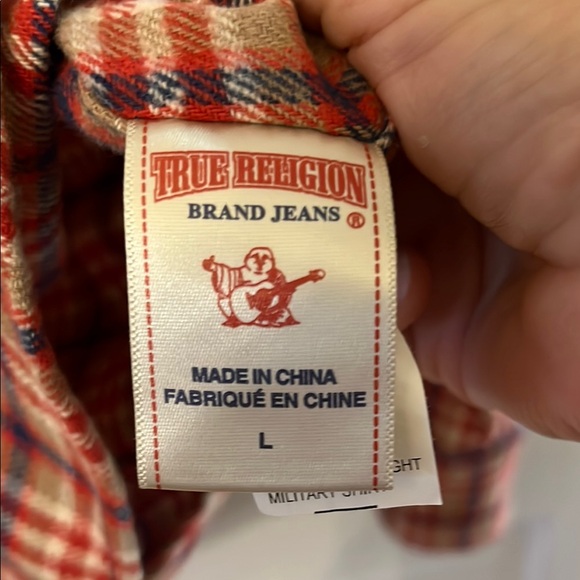 TRUE RELIGION
BRAND JEANS ®
MADE IN CHINA
FABRIQUÉ EN CHINE
L
MILITARY